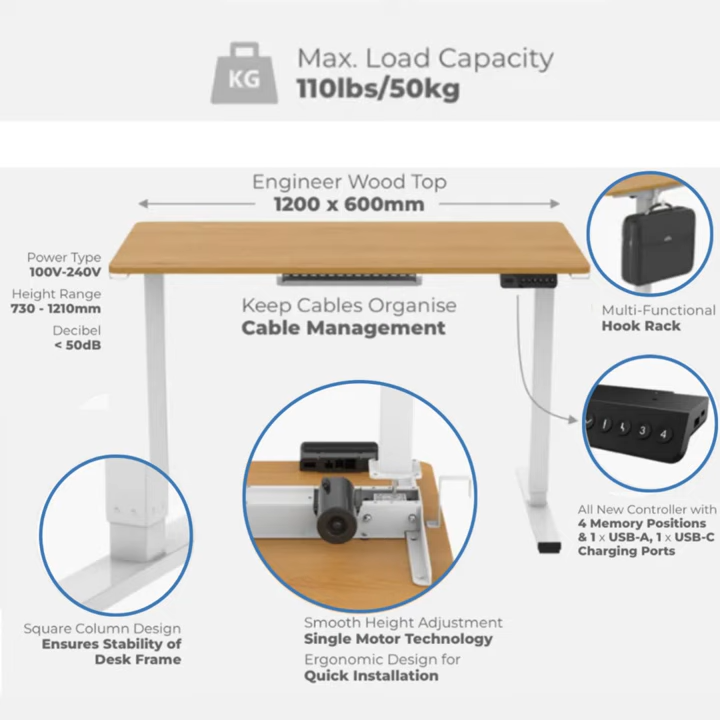 KG
Max. Load Capacity
110lbs/50kg
Engineer Wood Top
1200 x 600mm
Power Type
100V-240V
Height Range
730 - 1210mm
Decibel
< 50dB
Keep Cables Organise
Cable Management
Multi-Functional
Hook Rack
3 4
All New Controller with
4 Memory Positions
& 1 x USB-A, 1 x USB-C
Charging Ports
Square Column Design
Ensures Stability of
Desk Frame
Smooth Height Adjustment
Single Motor Technology
Ergonomic Design for
Quick Installation